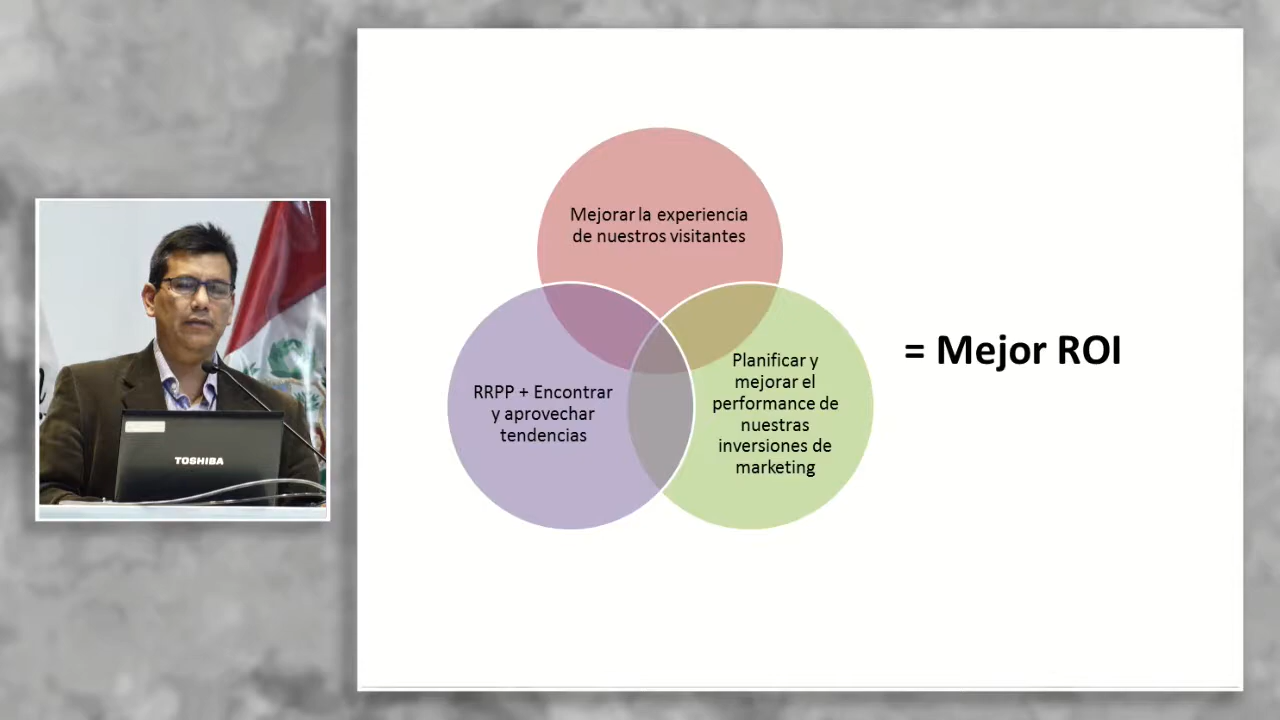 Mejorar la experiencia
de nuestros visitantes
RRPP + Encontrar
y aprovechar
tendencias
Planificar y
mejorar el
performance de
nuestras
inversiones de
marketing
= Mejor ROI
TOSHIBA